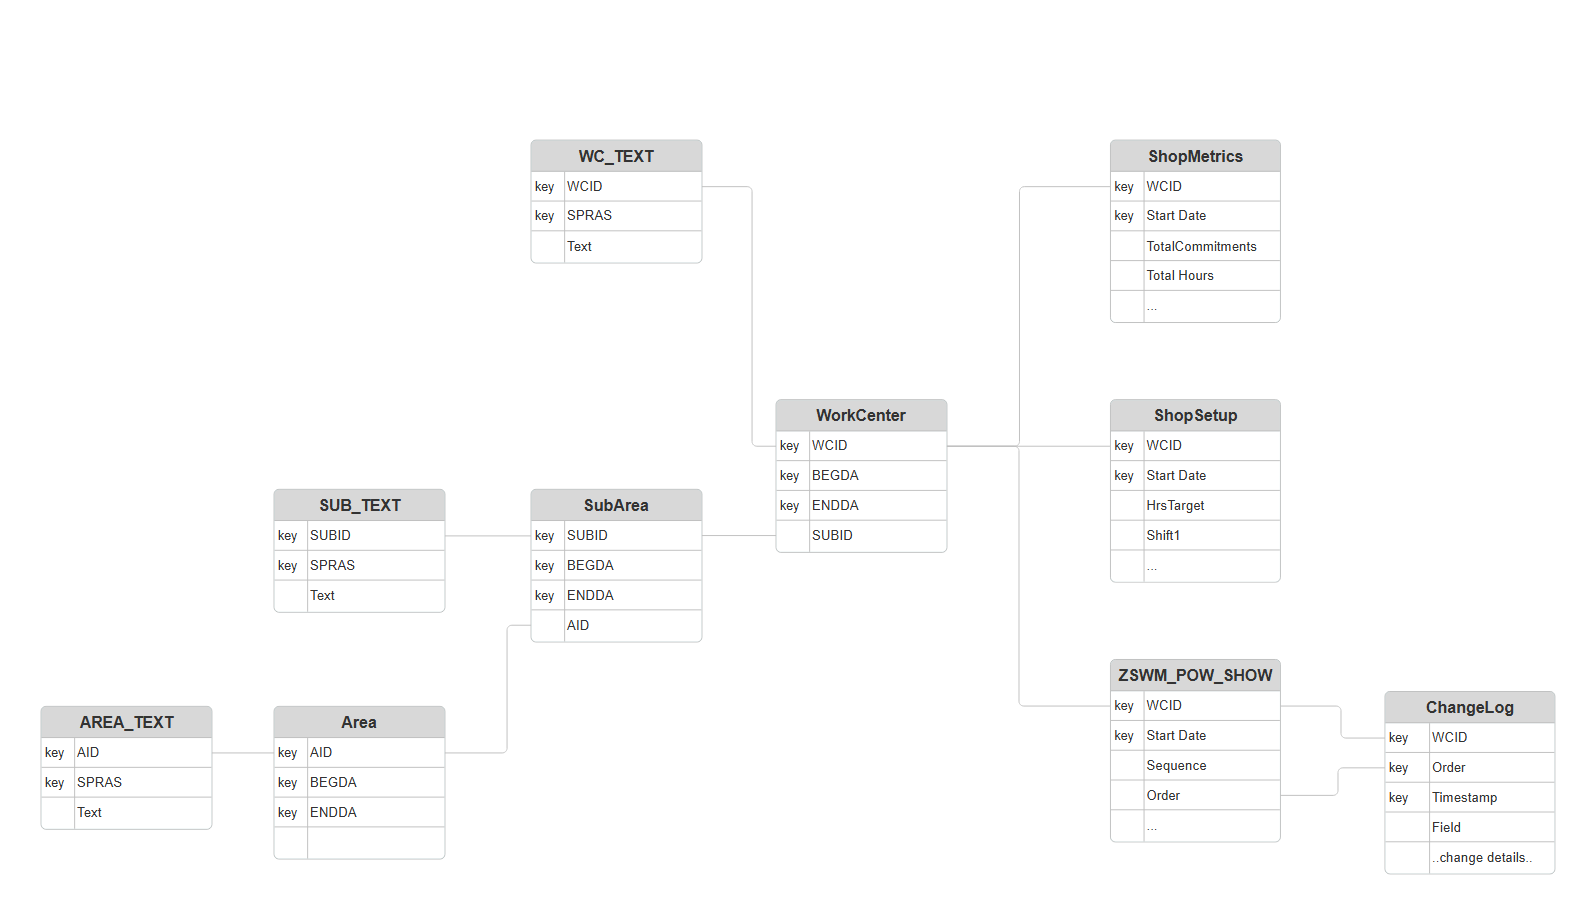 WC_TEXT
key WCID
key SPRAS
Text
ShopMetrics
key WCID
key Start Date
TotalCommitments
Total Hours
...
WorkCenter
key WCID
key BEGDA
key ENDDA
SUBID
ShopSetup
key WCID
key Start Date
HrsTarget
Shift1
...
SUB_TEXT
key SUBID
key SPRAS
Text
SubArea
key SUBID
key BEGDA
key ENDDA
AID
AREA_TEXT
key AID
key SPRAS
Text
Area
key AID
key BEGDA
key ENDDA
ZSWM_POW_SHOW
key WCID
key Start Date
Sequence
Order
...
ChangeLog
key WCID
key Order
key Timestamp
Field
..change details..